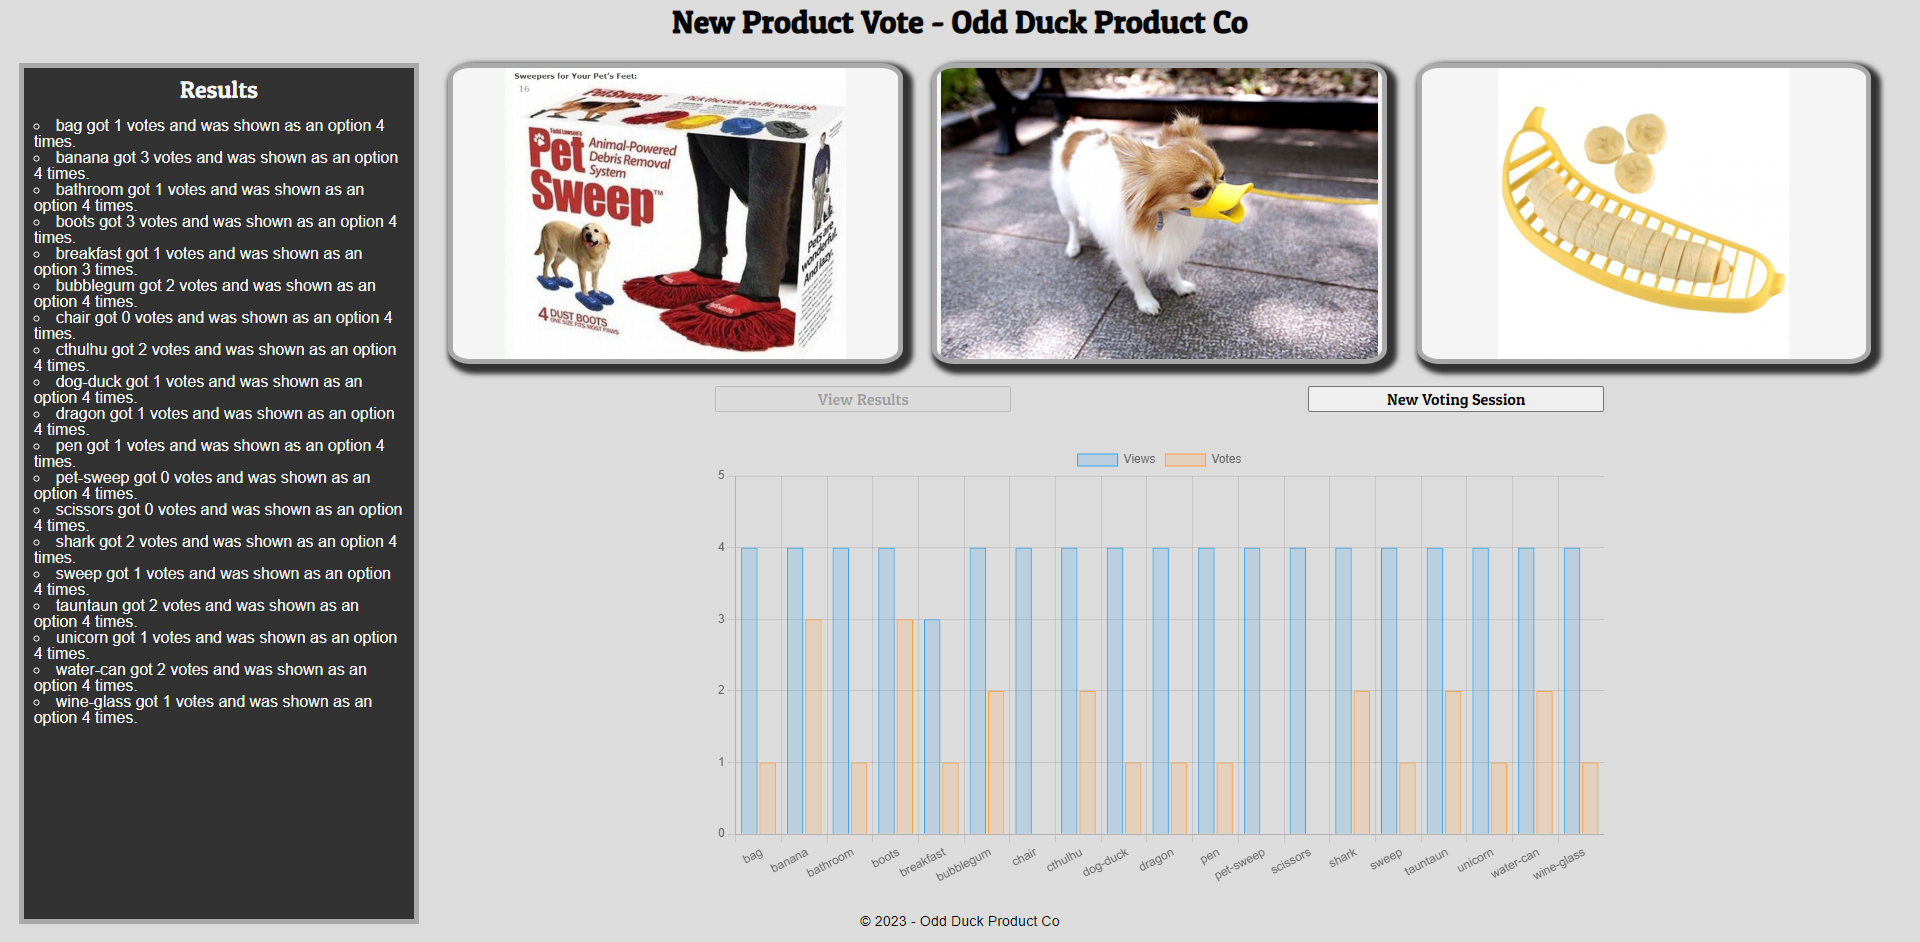 New Product Vote - Odd Duck Product Co
Results
bag got 1 votes and was shown as an option 4
times.
banana got 3 votes and was shown as an option
4 times.
bathroom got 1 votes and was shown as an
option 4 times.
boots got 3 votes and was shown as an option 4
times.
breakfast got 1 votes and was shown as an
option 3 times.
bubblegum got 2 votes and was shown as an
option 4 times.
chair got 0 votes and was shown as an option 4
times.
cthulhu got 2 votes and was shown as an option
4 times.
dog-duck got 1 votes and was shown as an
option 4 times.
dragon got 1 votes and was shown as an option
4 times.
pen got 1 votes and was shown as an option 4
times.
pet-sweep got 0 votes and was shown as an
option 4 times.
scissors got 0 votes and was shown as an option
4 times.
shark got 2 votes and was shown as an option 4
times.
sweep got 1 votes and was shown as an option
4 times.
tauntaun got 2 votes and was shown as an
option 4 times.
unicorn got 1 votes and was shown as an option
4 times.
water-can got 2 votes and was shown as an
option 4 times.
wine-glass got 1 votes and was shown as an
option 4 times.
Sweepers for Your Pet's Feet:
16
PetSweep
Pick the color to fit your job.
Todd Lawson's
Pet
Sweep™
Animal-Powered
Debris Removal
System
Pets are
wonderful.
And lazy.
4 DUST BOOTS
ONE SIZE FITS MOST PAWS
View Results
New Voting Session
Views
Votes
5
4
3
2
1
0
bag
banana
bathroom
boots
breakfast
bubblegum
chair
cthulhu
dog-duck
dragon
pen
pet-sweep
scissors
shark
sweep
tauntaun
unicorn
water-can
wine-glass
© 2023 - Odd Duck Product Co